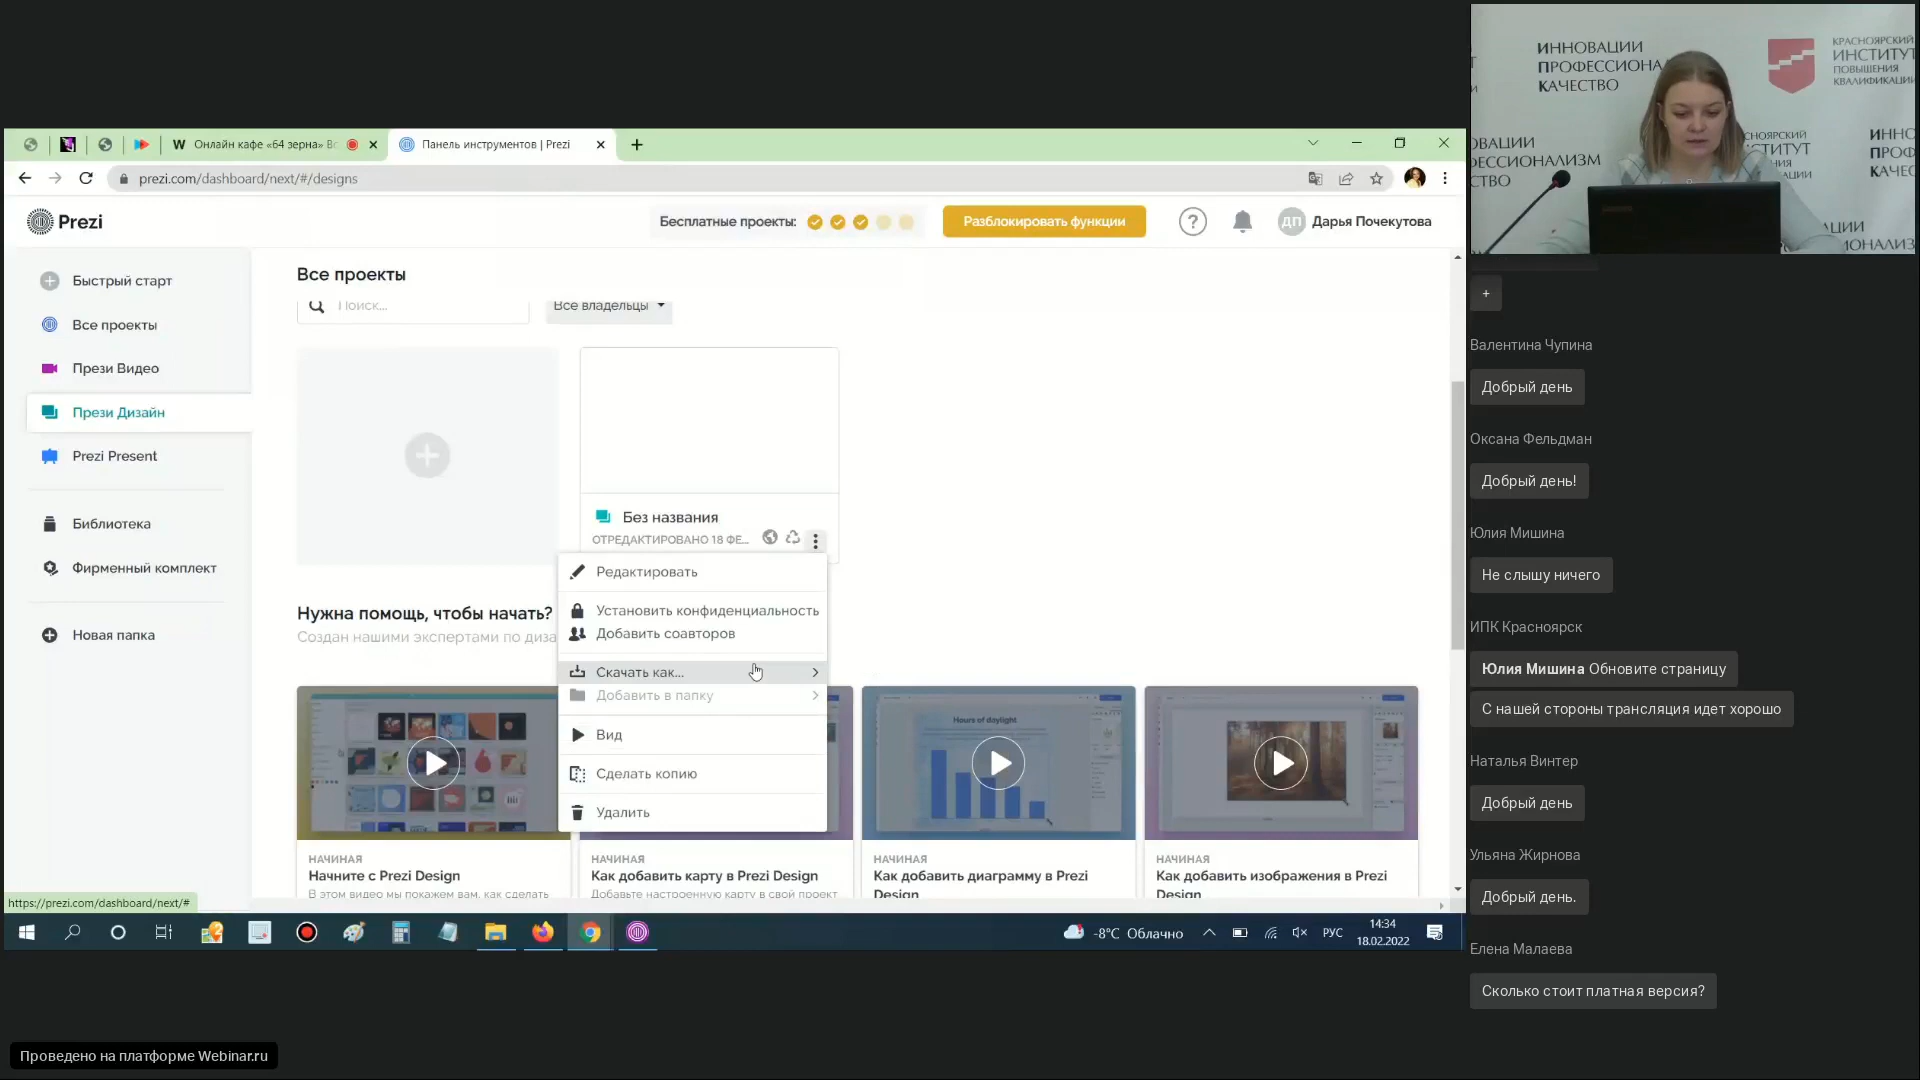 Онлайн кафе «64 зерна»
Панель инструментов | Prezi
prezi.com/dashboard/next/#/designs
Prezi
Бесплатные проекты:
Разблокировать функции
?
ДП
Дарья Почекутова
Быстрый старт
Все проекты
Прези Видео
Прези Дизайн
Prezi Present
Библиотека
Фирменный комплект
Новая папка
Все проекты
Поиск...
Все владельцы
Без названия
ОТРЕДАКТИРОВАНО 18 ФЕ...
Редактировать
Установить конфиденциальность
Добавить соавторов
Скачать как...
Добавить в папку
Вид
Сделать копию
Удалить
Нужна помощь, чтобы начать?
Создан нашими экспертами по диза
Hours of daylight
НАЧИНАЯ
Начните с Prezi Design
В этом видео мы покажем вам, как сделать
НАЧИНАЯ
Как добавить карту в Prezi Design
Добавьте настроенную карту в свой проект
НАЧИНАЯ
Как добавить диаграмму в Prezi
Design
НАЧИНАЯ
Как добавить изображения в Prezi
Design
https://prezi.com/dashboard/next/#
-8°C Облачно
РУС
14:34
18.02.2022
ИННОВАЦИИ
ПРОФЕССИОНА
КАЧЕСТВО
КРАСНОЯРСКИЙ
ИНСТИТУТ
ПОВЫШЕНИЯ
КВАЛИФИКАЦИИ
+
Валентина Чупина
Добрый день
Оксана Фельдман
Добрый день!
Юлия Мишина
Не слышу ничего
ИПК Красноярск
Юлия Мишина Обновите страницу
С нашей стороны трансляция идет хорошо
Наталья Винтер
Добрый день
Ульяна Жирнова
Добрый день.
Елена Малаева
Сколько стоит платная версия?
Проведено на платформе Webinar.ru